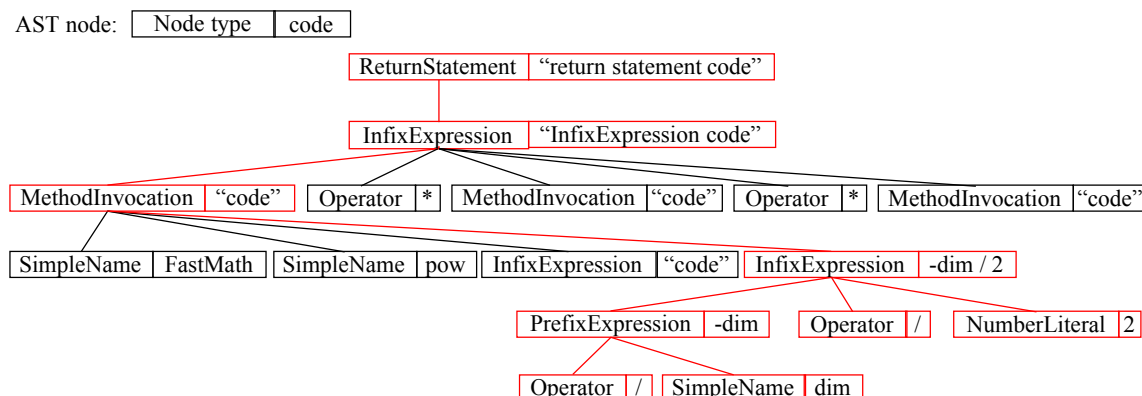 AST node: Node type code
ReturnStatement “return statement code”
InfixExpression “InfixExpression code”
MethodInvocation “code” Operator * MethodInvocation “code” Operator * MethodInvocation “code”
SimpleName FastMath SimpleName pow InfixExpression “code” InfixExpression -dim / 2
PrefixExpression -dim Operator / NumberLiteral 2
Operator / SimpleName dim